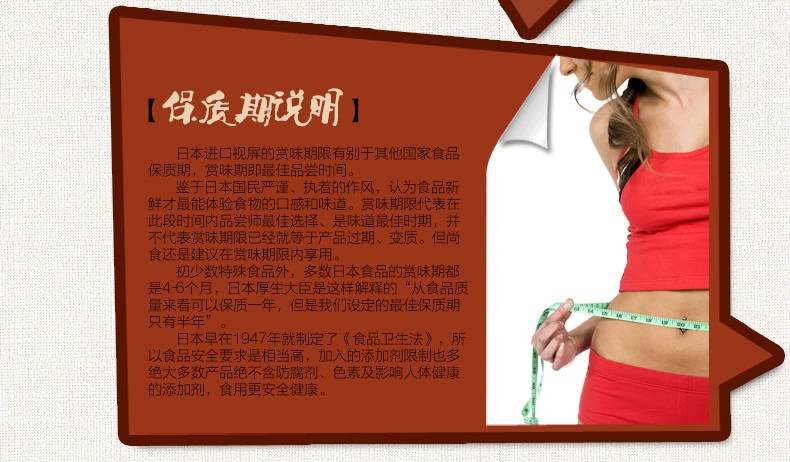 【保质期说明】
日本进口视屏的赏味期限有别于其他国家食品
保质期，赏味期即最佳品尝时间。
鉴于日本国民严谨、执着的作风，认为食品新
鲜才最能体验食物的口感和味道。赏味期限代表在
此段时间内品尝师最佳选择、是味道最佳时期，并
不代表赏味期限已经就等于产品过期、变质。但尚
食还是建议在赏味期限内享用。
初少数特殊食品外，多数日本食品的赏味期都
是4-6个月，日本厚生大臣是这样解释的“从食品质
量来看可以保质一年，但是我们设定的最佳保质期
只有半年”。
日本早在1947年就制定了《食品卫生法》，所
以食品安全要求是相当高，加入的添加剂限制也多
绝大多数产品绝不含防腐剂、色素及影响人体健康
的添加剂，食用更安全健康。